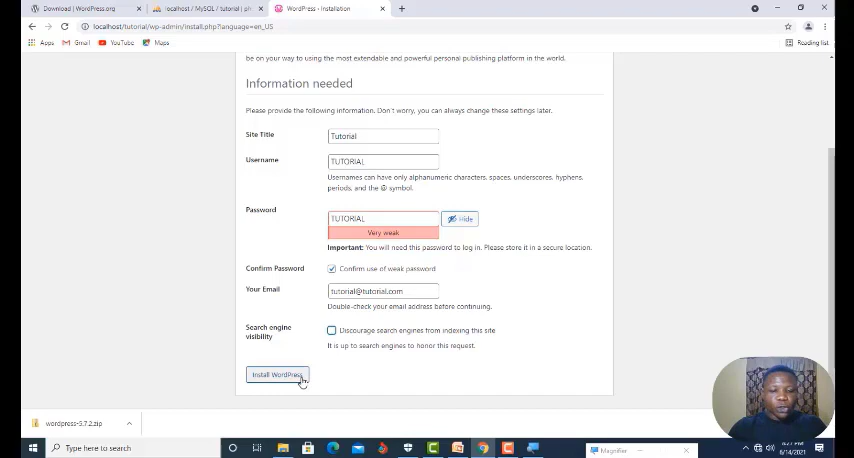 Download | WordPress.org
localhost / MySQL / tutorial | ph
WordPress › Installation
localhost/tutorial/wp-admin/install.php?language=en_US
Apps
Gmail
YouTube
Maps
Reading list
be on your way to using the most extendable and powerful personal publishing platform in the world.
Information needed
Please provide the following information. Don't worry, you can always change these settings later.
Site Title
Tutorial
Username
TUTORIAL
Usernames can have only alphanumeric characters, spaces, underscores, hyphens,
periods, and the @ symbol.
Password
TUTORIAL
Hide
Very weak
Important: You will need this password to log in. Please store it in a secure location.
Confirm Password
Confirm use of weak password
Your Email
tutorial@tutorial.com
Double-check your email address before continuing.
Search engine
visibility
Discourage search engines from indexing this site
It is up to search engines to honor this request.
Install WordPress
wordpress-5.7.2.zip
Type here to search
Magnifier
6/14/2021